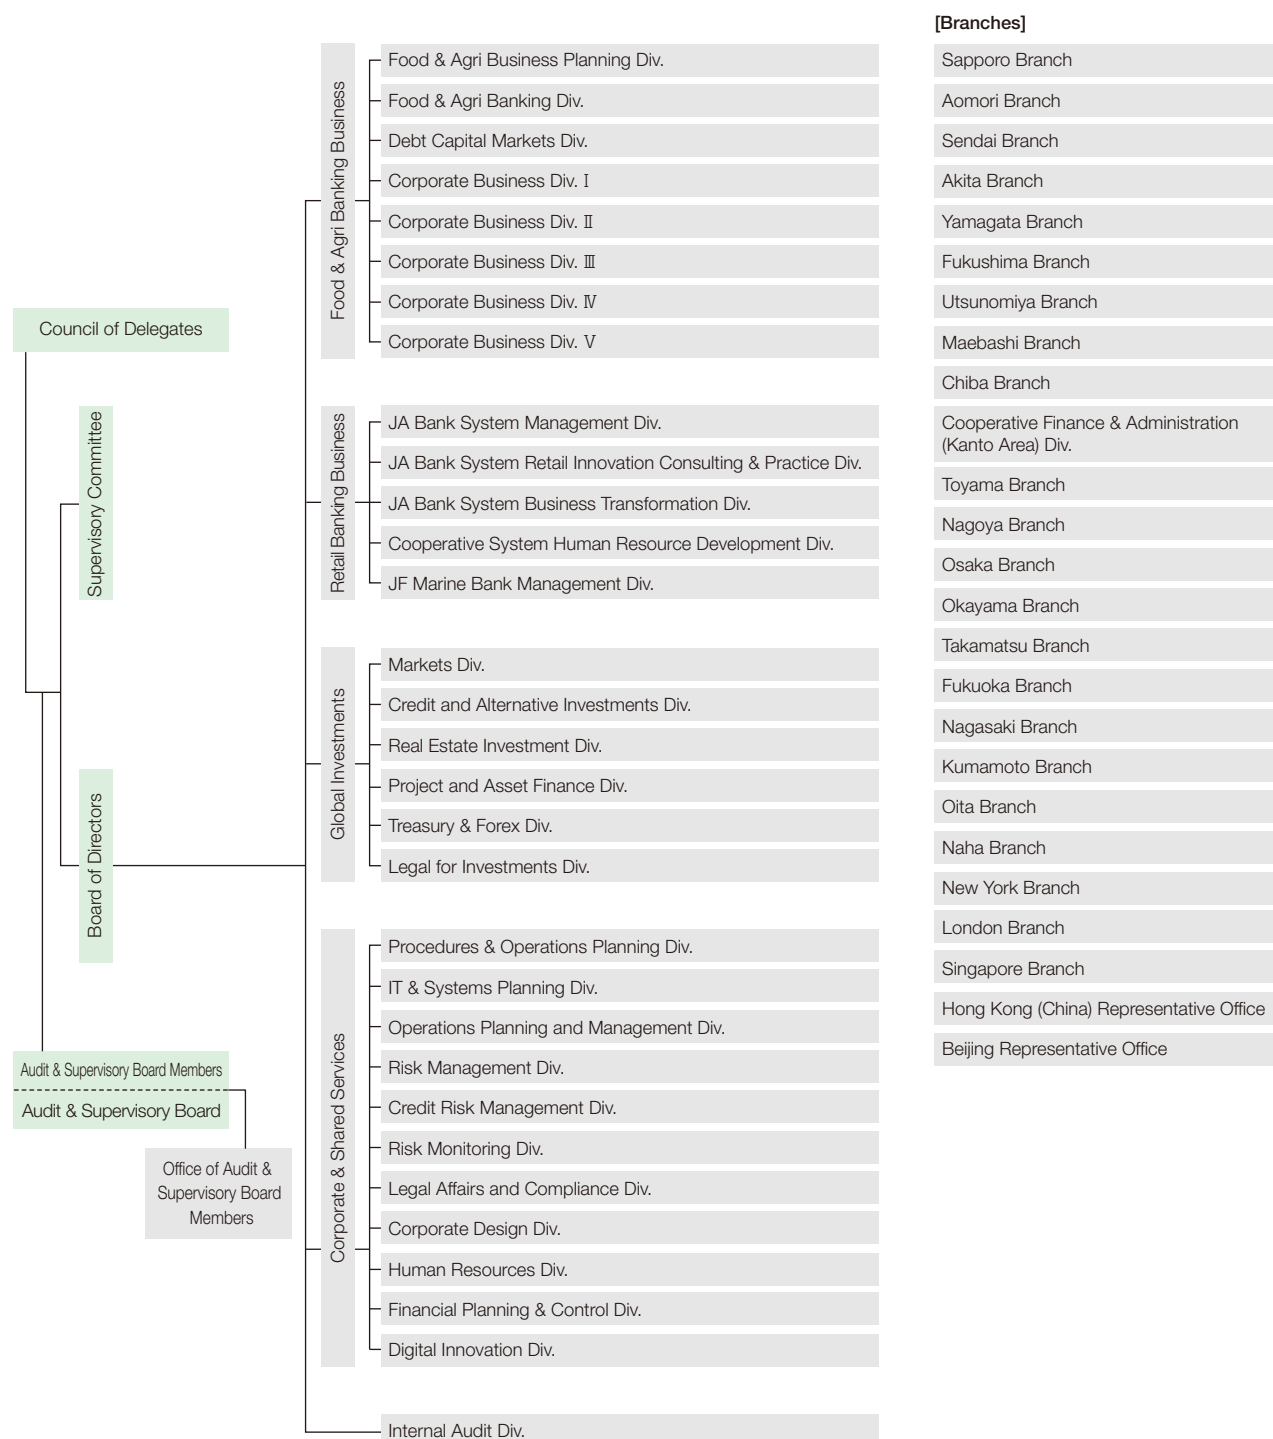 Council of Delegates
Supervisory Committee
Board of Directors
Audit & Supervisory Board Members
Audit & Supervisory Board
Office of Audit &
Supervisory Board
Members
Food & Agri Banking Business
Food & Agri Business Planning Div.
Food & Agri Banking Div.
Debt Capital Markets Div.
Corporate Business Div. Ⅰ
Corporate Business Div. Ⅱ
Corporate Business Div. Ⅲ
Corporate Business Div. Ⅳ
Corporate Business Div. Ⅴ
Retail Banking Business
JA Bank System Management Div.
JA Bank System Retail Innovation Consulting & Practice Div.
JA Bank System Business Transformation Div.
Cooperative System Human Resource Development Div.
JF Marine Bank Management Div.
Global Investments
Markets Div.
Credit and Alternative Investments Div.
Real Estate Investment Div.
Project and Asset Finance Div.
Treasury & Forex Div.
Legal for Investments Div.
Corporate & Shared Services
Procedures & Operations Planning Div.
IT & Systems Planning Div.
Operations Planning and Management Div.
Risk Management Div.
Credit Risk Management Div.
Risk Monitoring Div.
Legal Affairs and Compliance Div.
Corporate Design Div.
Human Resources Div.
Financial Planning & Control Div.
Digital Innovation Div.
Internal Audit Div.
[Branches]
Sapporo Branch
Aomori Branch
Sendai Branch
Akita Branch
Yamagata Branch
Fukushima Branch
Utsunomiya Branch
Maebashi Branch
Chiba Branch
Cooperative Finance & Administration
(Kanto Area) Div.
Toyama Branch
Nagoya Branch
Osaka Branch
Okayama Branch
Takamatsu Branch
Fukuoka Branch
Nagasaki Branch
Kumamoto Branch
Oita Branch
Naha Branch
New York Branch
London Branch
Singapore Branch
Hong Kong (China) Representative Office
Beijing Representative Office